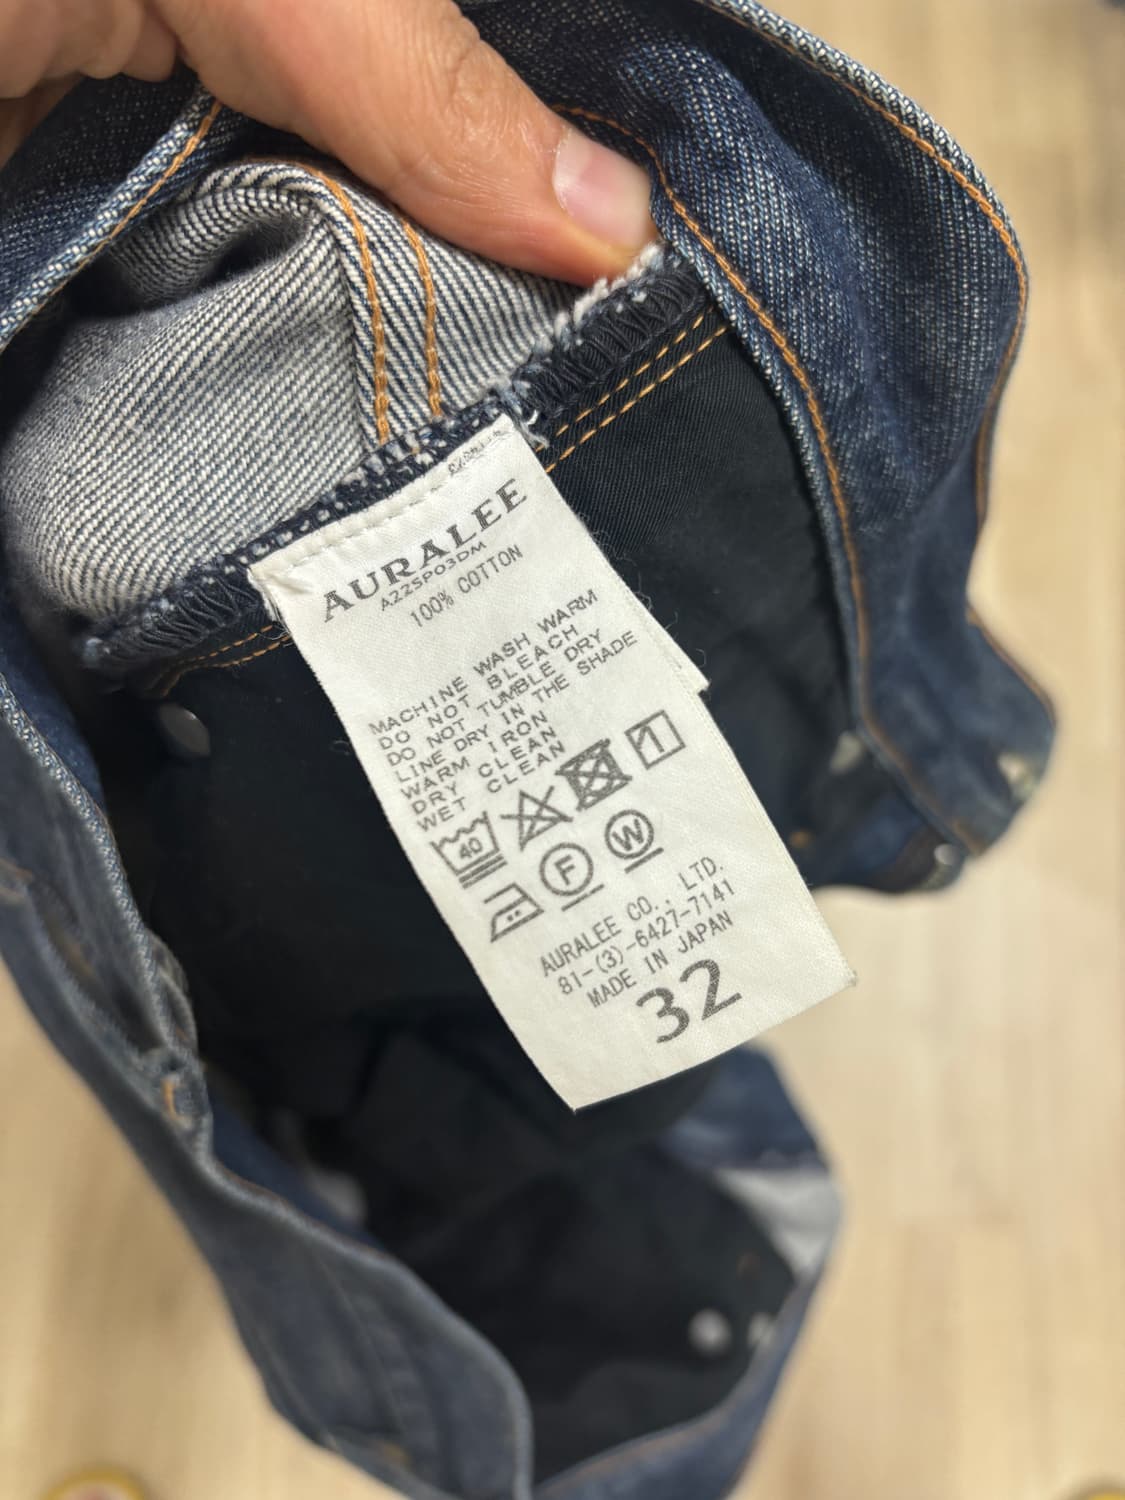 AURALEE
A22SP03DM
100% COTTON
MACHINE WASH WARM
DO NOT BLEACH
DO NOT TUMBLE DRY
LINE DRY IN THE SHADE
WARM IRON
DRY CLEAN
WET CLEAN
40
F W
AURALEE CO., LTD.
81-(3)-6427-7141
MADE IN JAPAN
32